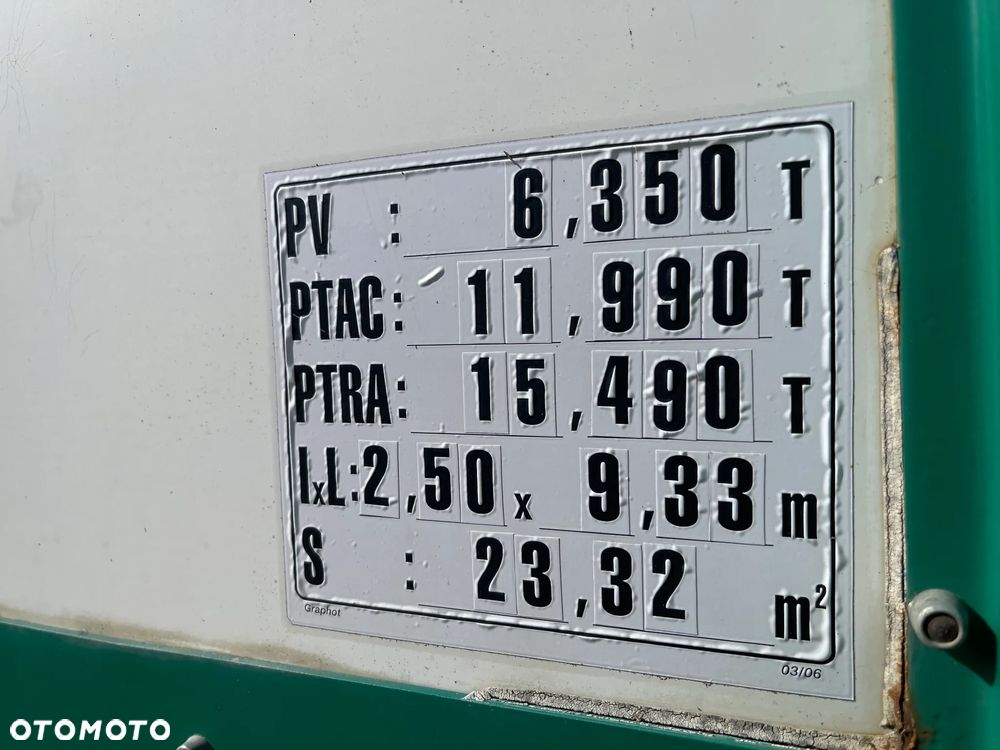 PV : 6,350 T
PTAC : 11,990 T
PTRA : 15,490 T
lxL : 2,50 x 9,33 m
S : 23,32 m²
Graphot
03/06
OTOMOTO